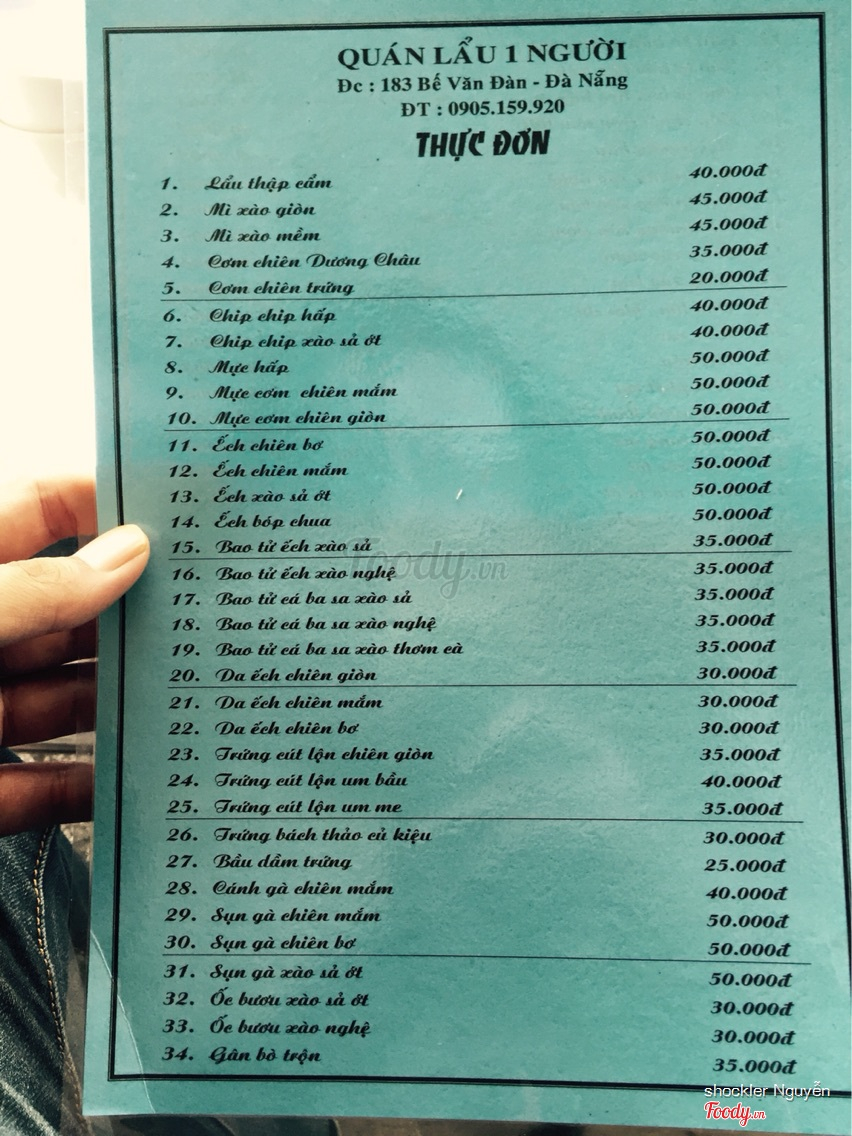 QUÁN LẨU 1 NGƯỜI
Đc : 183 Bế Văn Đàn - Đà Nẵng
ĐT : 0905.159.920
THỰC ĐƠN
1. Lẩu thập cẩm 40.000đ
2. Mì xào giòn 45.000đ
3. Mì xào mềm 45.000đ
4. Cơm chiên Dương Châu 35.000đ
5. Cơm chiên trứng 20.000đ
6. Chip chip hấp 40.000đ
7. Chip chip xào sả ớt 40.000đ
8. Mực hấp 50.000đ
9. Mực cơm chiên mắm 50.000đ
10. Mực cơm chiên giòn 50.000đ
11. Ếch chiên bơ 50.000đ
12. Ếch chiên mắm 50.000đ
13. Ếch xào sả ớt 50.000đ
14. Ếch bóp chua 50.000đ
15. Bao tử ếch xào sả 35.000đ
16. Bao tử ếch xào nghệ 35.000đ
17. Bao tử cá ba sa xào sả 35.000đ
18. Bao tử cá ba sa xào nghệ 35.000đ
19. Bao tử cá ba sa xào thơm cà 35.000đ
20. Da ếch chiên giòn 30.000đ
21. Da ếch chiên mắm 30.000đ
22. Da ếch chiên bơ 30.000đ
23. Trứng cút lộn chiên giòn 35.000đ
24. Trứng cút lộn um bầu 40.000đ
25. Trứng cút lộn um me 35.000đ
26. Trứng bách thảo củ kiệu 30.000đ
27. Bầu dầm trứng 25.000đ
28. Cánh gà chiên mắm 40.000đ
29. Sụn gà chiên mắm 50.000đ
30. Sụn gà chiên bơ 50.000đ
31. Sụn gà xào sả ớt 50.000đ
32. Ốc bươu xào sả ớt 30.000đ
33. Ốc bươu xào nghệ 30.000đ
34. Gân bò trộn 35.000đ
Foody.vn
shockler Nguyễn
Foody.vn